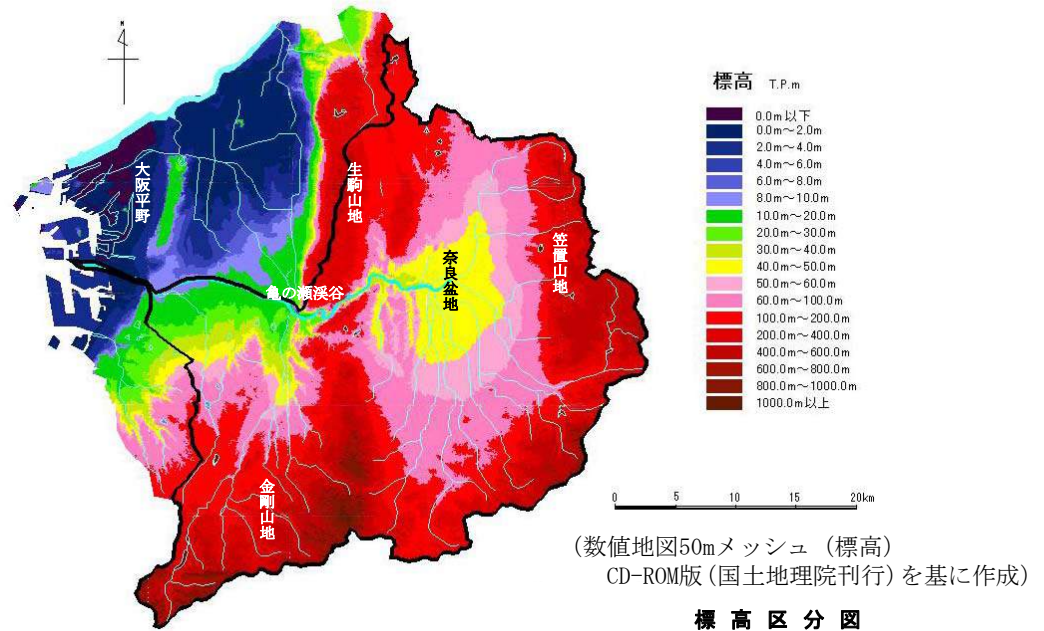 N
大阪平野
生駒山地
奈良盆地
笠置山地
亀の瀬渓谷
金剛山地
標高 T.P.m
0.0m以下
0.0m~2.0m
2.0m~4.0m
4.0m~6.0m
6.0m~8.0m
8.0m~10.0m
10.0m~20.0m
20.0m~30.0m
30.0m~40.0m
40.0m~50.0m
50.0m~60.0m
60.0m~100.0m
100.0m~200.0m
200.0m~400.0m
400.0m~600.0m
600.0m~800.0m
800.0m~1000.0m
1000.0m以上
0 5 10 15 20km
(数値地図50mメッシュ (標高)
CD-ROM版(国土地理院刊行)を基に作成)
標高区分図